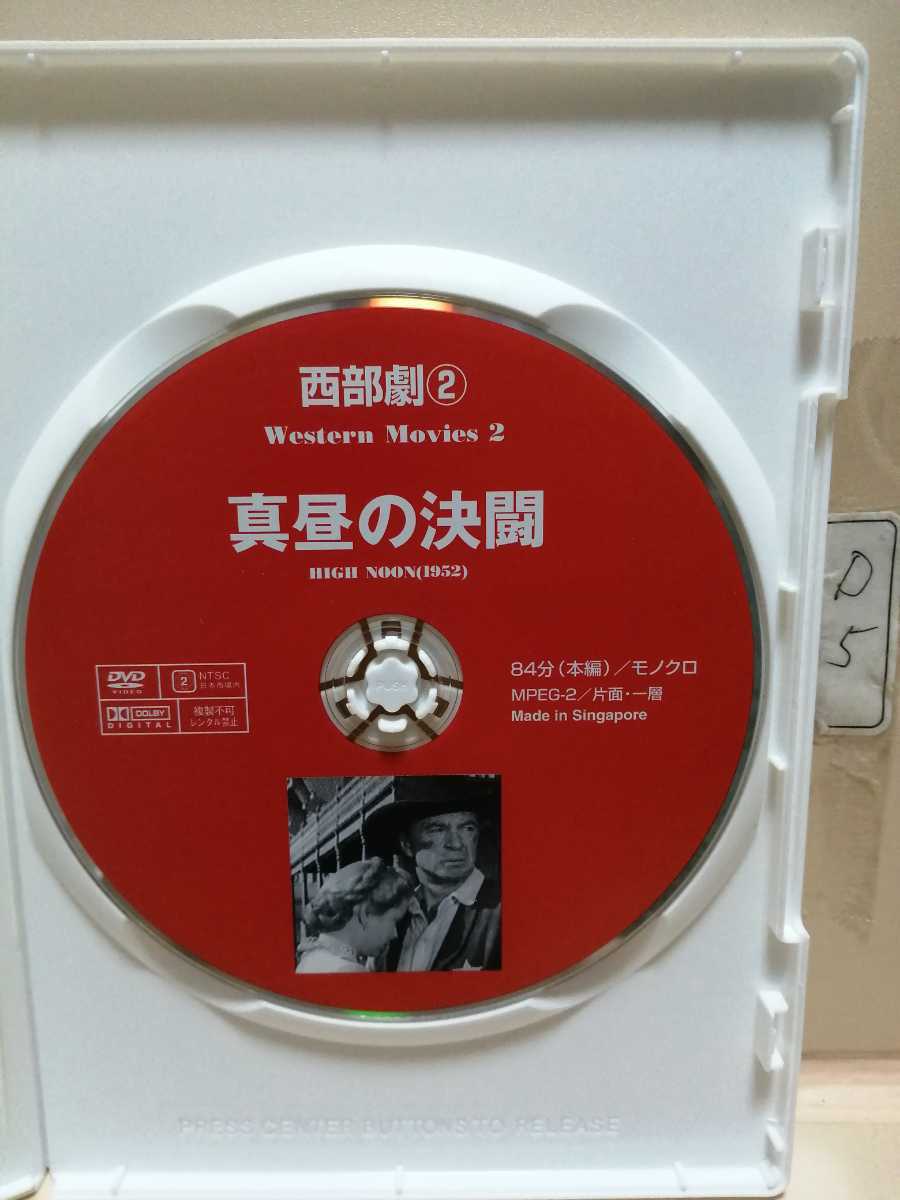 西部劇②
Western Movies 2
真昼の決闘
HIGH NOON(1952)
DVD
VIDEO
2 NTSC
日本市場向
DOLBY
DIGITAL
複製不可
レンタル禁止
84分(本編)/モノクロ
MPEG-2/片面・一層
Made in Singapore
PUSH
PRESS CENTER BUTTONS TO RELEASE
D
5